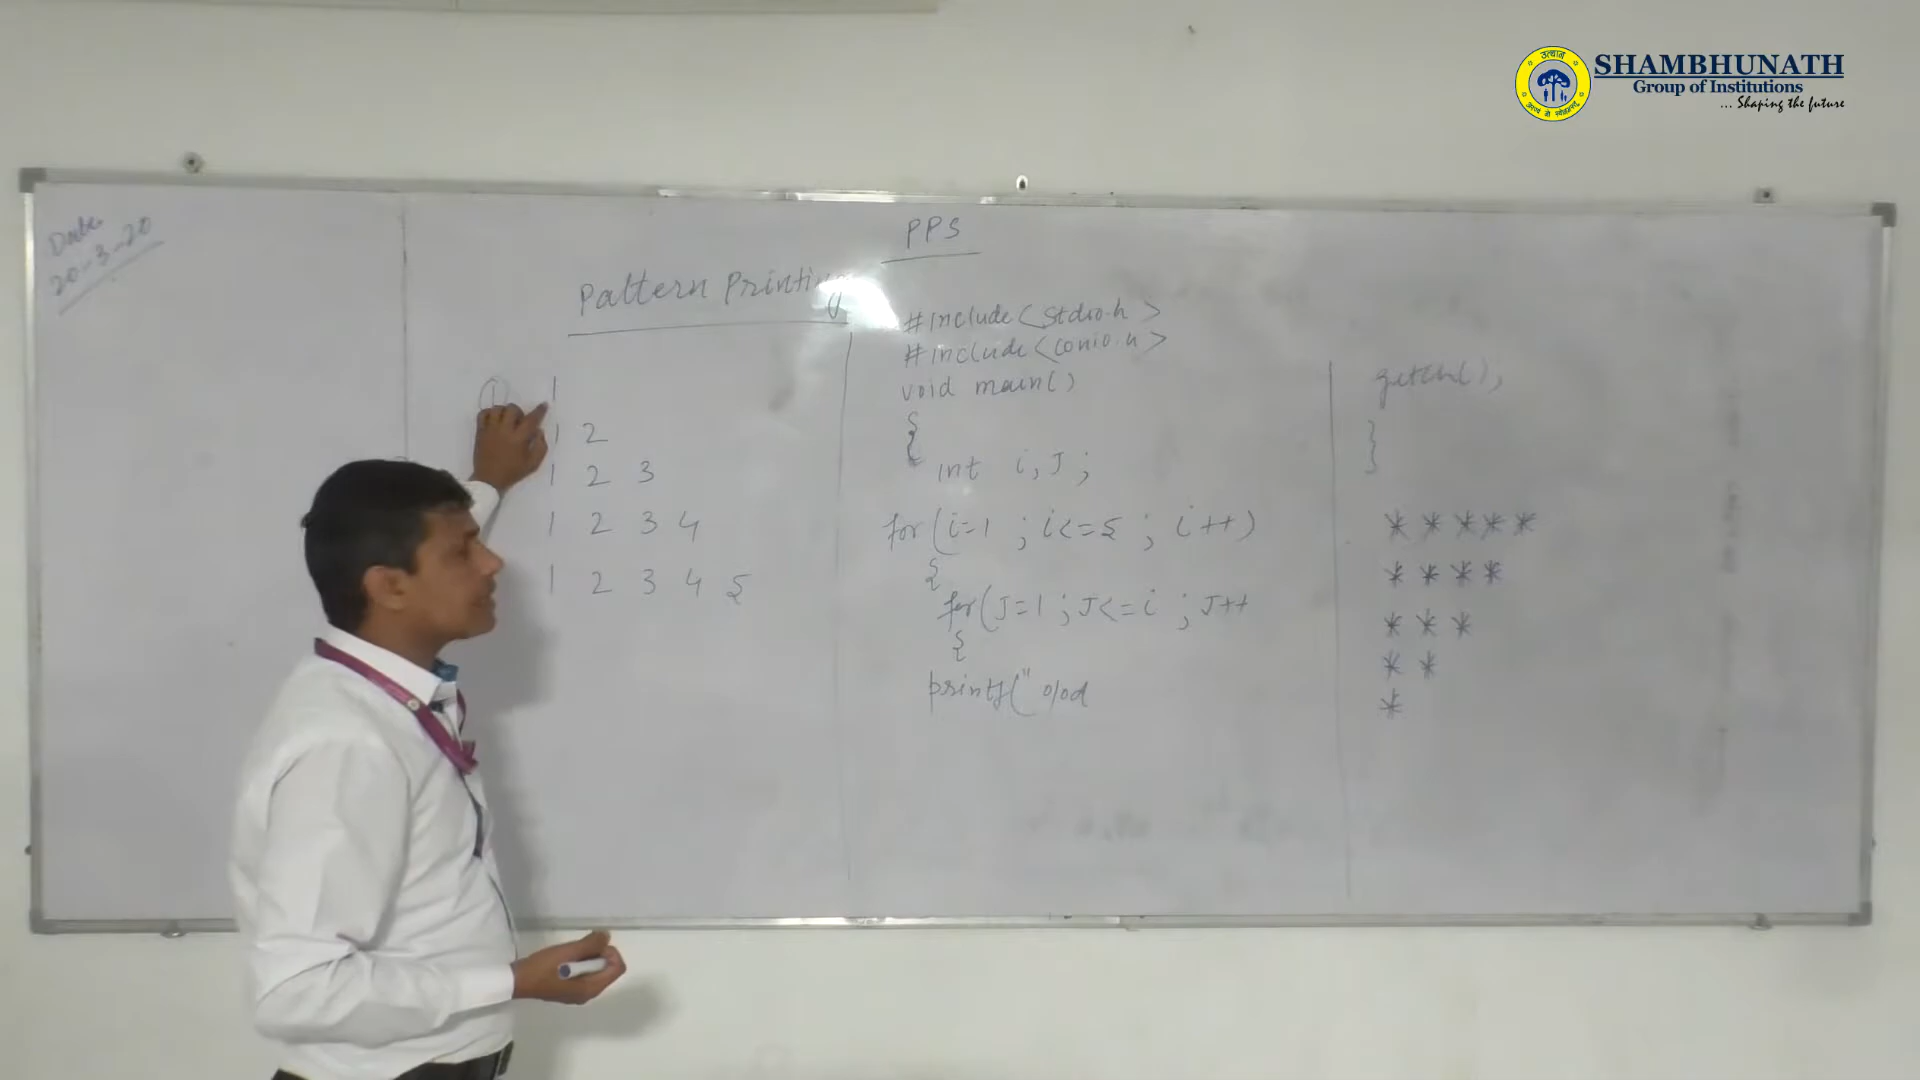 उत्थान
SHAMBHUNATH
Group of Institutions
... Shaping the future
Date
20-3-20
PPS
Pattern Printing
① 1
1 2
1 2 3
1 2 3 4
1 2 3 4 5
#include<stdio.h>
#include<conio.h>
void main()
{
int i, J ;
for(i=1 ; i<=5 ; i++)
{
for(J=1 ; J<=i ; J++
{
printf(" %d
getch();
}
* * * * *
* * * *
* * *
* *
*